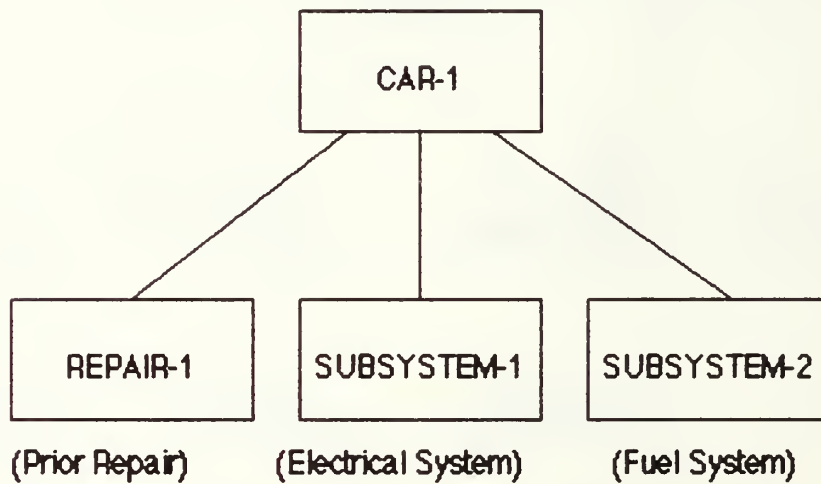 CAR-1
REPAIR-1
SUBSYSTEM-1
SUBSYSTEM-2
(Prior Repair)
(Electrical System)
(Fuel System)